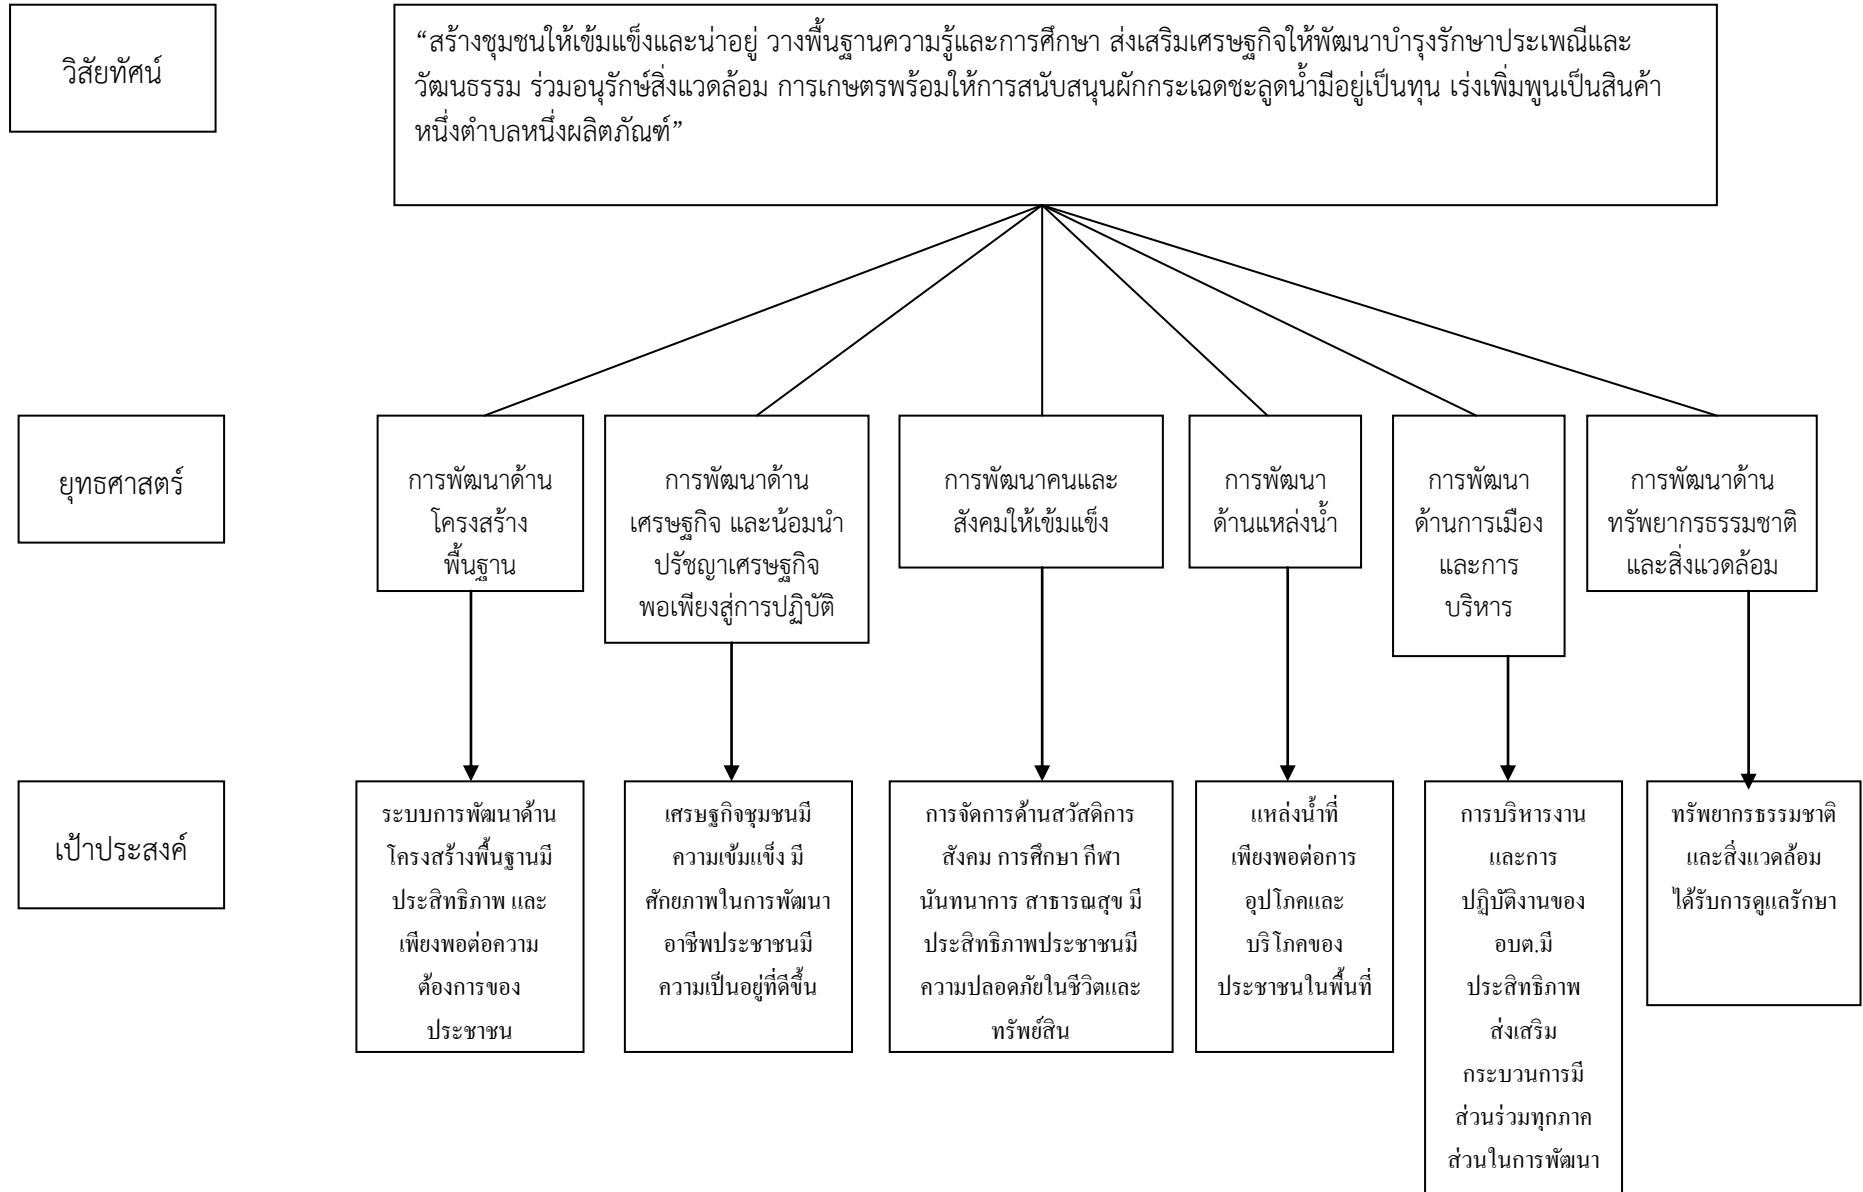 วิสัยทัศน์
“สร้างชุมชนให้เข้มแข็งและน่าอยู่ วางพื้นฐานความรู้และการศึกษา ส่งเสริมเศรษฐกิจให้พัฒนาบำรุงรักษาประเพณีและ
วัฒนธรรม ร่วมอนุรักษ์สิ่งแวดล้อม การเกษตรพร้อมให้การสนับสนุนผักกระเฉดชะลูดน้ำมีอยู่เป็นทุน เร่งเพิ่มพูนเป็นสินค้า
หนึ่งตำบลหนึ่งผลิตภัณฑ์”
ยุทธศาสตร์
การพัฒนาด้าน
โครงสร้าง
พื้นฐาน
การพัฒนาด้าน
เศรษฐกิจ และน้อมนำ
ปรัชญาเศรษฐกิจ
พอเพียงสู่การปฏิบัติ
การพัฒนาคนและ
สังคมให้เข้มแข็ง
การพัฒนา
ด้านแหล่งน้ำ
การพัฒนา
ด้านการเมือง
และการ
บริหาร
การพัฒนาด้าน
ทรัพยากรธรรมชาติ
และสิ่งแวดล้อม
เป้าประสงค์
ระบบการพัฒนาด้าน
โครงสร้างพื้นฐานมี
ประสิทธิภาพ และ
เพียงพอต่อความ
ต้องการของ
ประชาชน
เศรษฐกิจชุมชนมี
ความเข้มแข็ง มี
ศักยภาพในการพัฒนา
อาชีพประชาชนมี
ความเป็นอยู่ที่ดีขึ้น
การจัดการด้านสวัสดิการ
สังคม การศึกษา กีฬา
นันทนาการ สาธารณสุข มี
ประสิทธิภาพประชาชนมี
ความปลอดภัยในชีวิตและ
ทรัพย์สิน
แหล่งน้ำที่
เพียงพอต่อการ
อุปโภคและ
บริโภคของ
ประชาชนในพื้นที่
การบริหารงาน
และการ
ปฏิบัติงานของ
อบต.มี
ประสิทธิภาพ
ส่งเสริม
กระบวนการมี
ส่วนร่วมทุกภาค
ส่วนในการพัฒนา
ทรัพยากรธรรมชาติ
และสิ่งแวดล้อม
ได้รับการดูแลรักษา